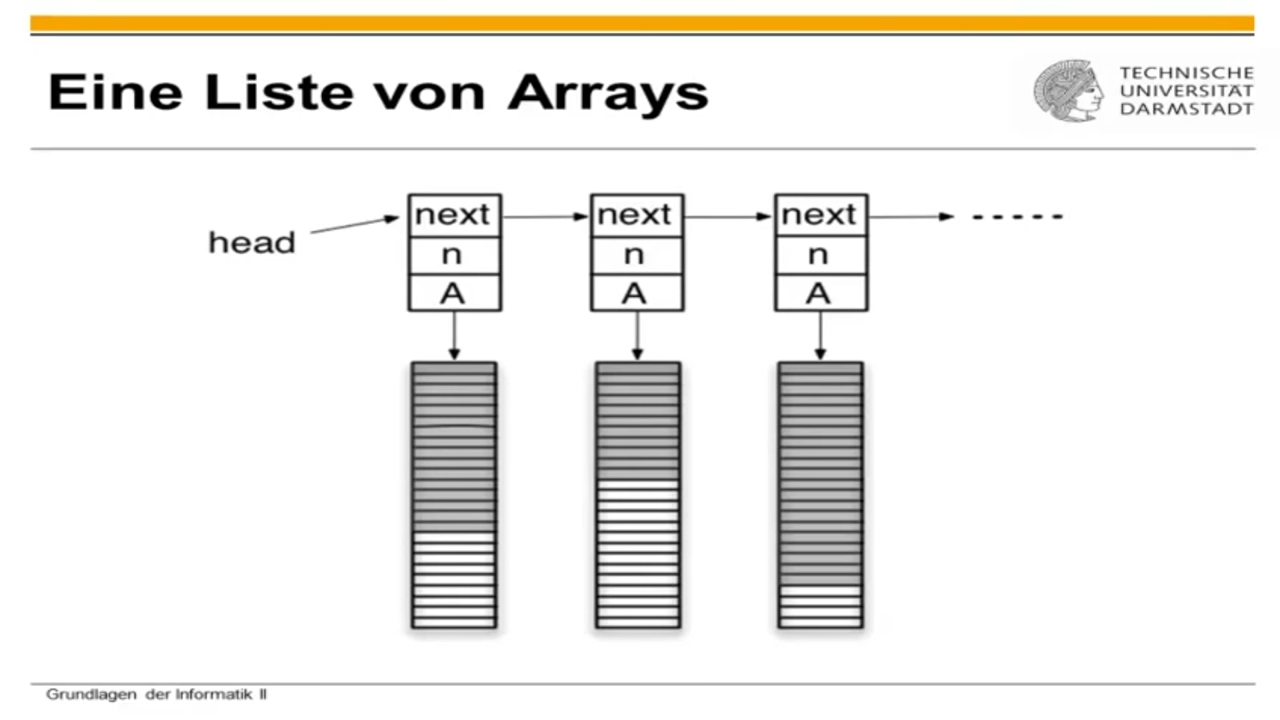 Eine Liste von Arrays
TECHNISCHE
UNIVERSITÄT
DARMSTADT
head
next next next
n n n
A A A
Grundlagen der Informatik II